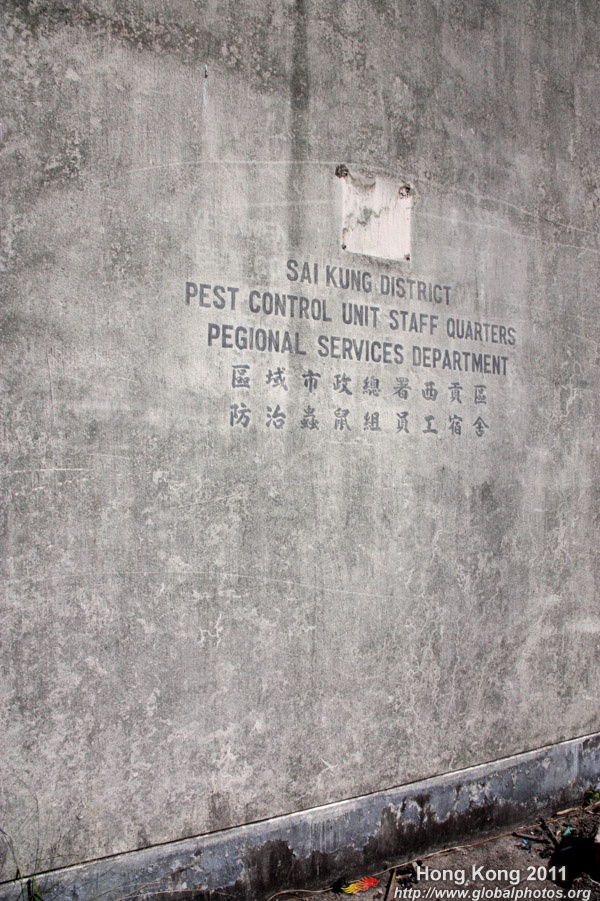 SAI KUNG DISTRICT
PEST CONTROL UNIT STAFF QUARTERS
PEGIONAL SERVICES DEPARTMENT
區域市政總署西貢區
防治蟲鼠組員工宿舍
Hong Kong 2011
http://www.globalphotos.org